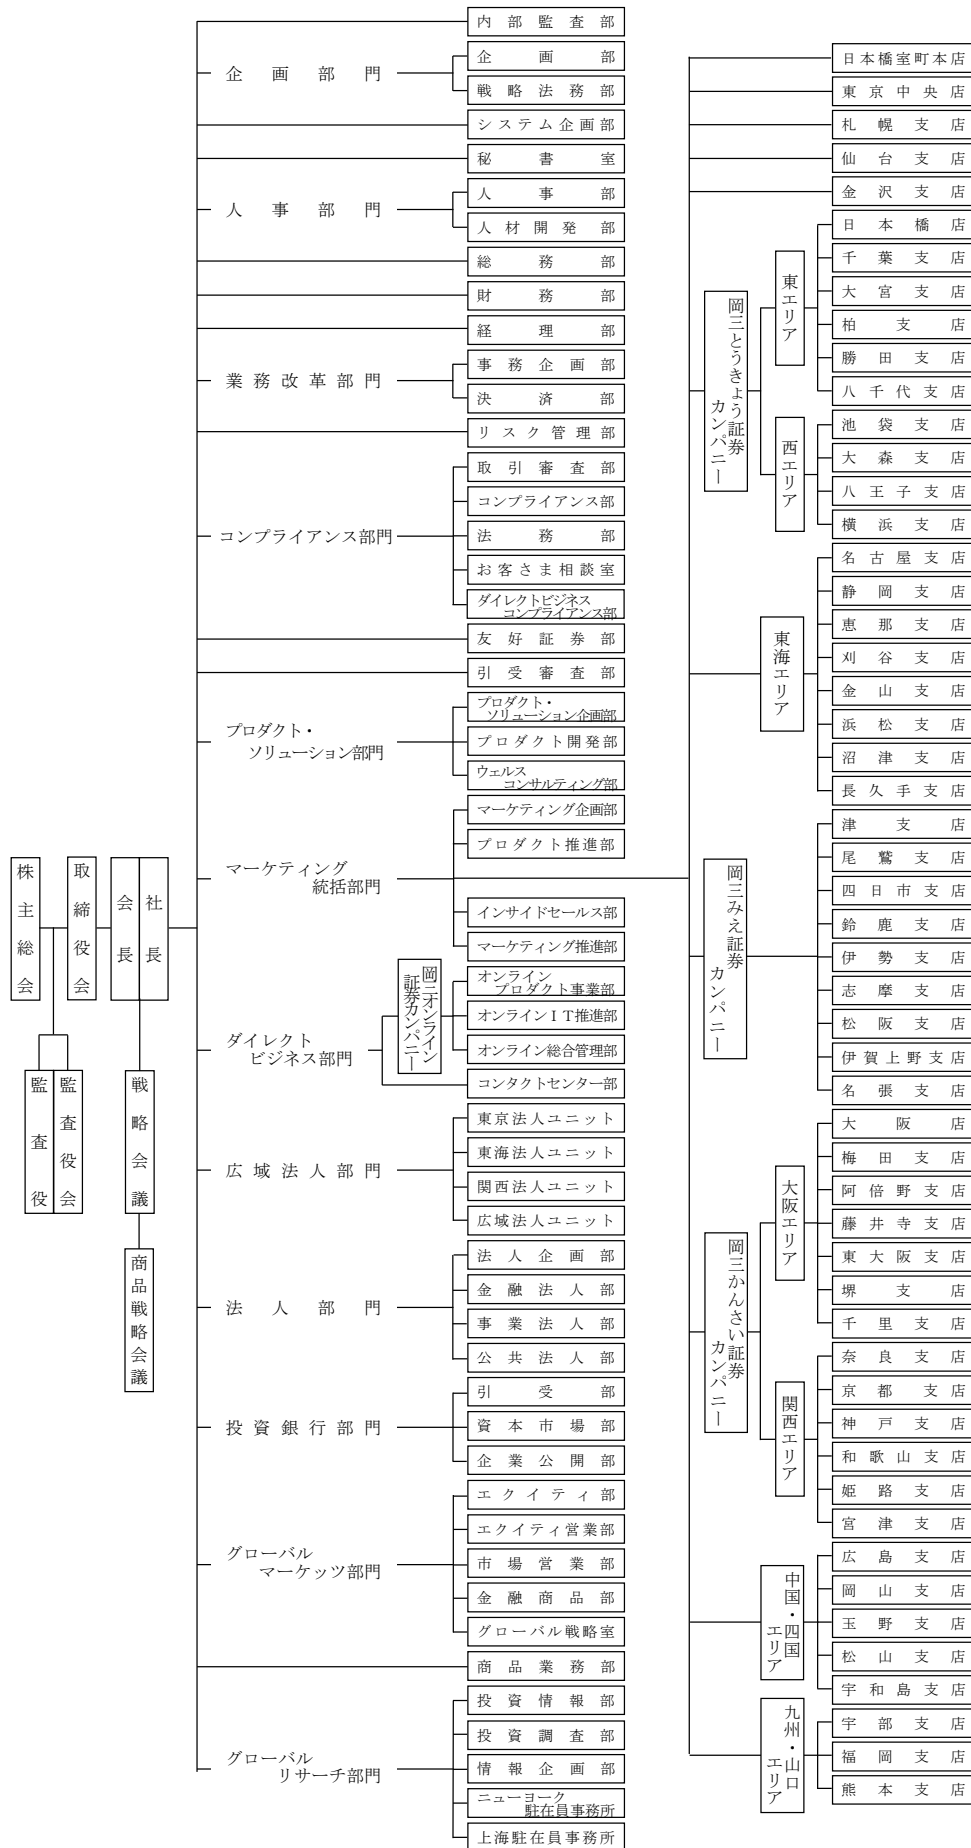 株主総会
取締役会
会長
社長
監査役
監査役会
戦略会議
商品戦略会議
内部監査部
企画部門
企画部
戦略法務部
システム企画部
秘書室
人事部門
人事部
人材開発部
総務部
財務部
経理部
業務改革部門
事務企画部
決済部
リスク管理部
コンプライアンス部門
取引審査部
コンプライアンス部
法務部
お客さま相談室
ダイレクトビジネス
コンプライアンス部
友好証券部
引受審査部
プロダクト・
ソリューション部門
プロダクト・
ソリューション企画部
プロダクト開発部
ウェルス
コンサルティング部
マーケティング
統括部門
マーケティング企画部
プロダクト推進部
インサイドセールス部
マーケティング推進部
ダイレクト
ビジネス部門
岡三オンライン
証券カンパニー
オンライン
プロダクト事業部
オンラインIT推進部
オンライン総合管理部
コンタクトセンター部
広域法人部門
東京法人ユニット
東海法人ユニット
関西法人ユニット
広域法人ユニット
法人部門
法人企画部
金融法人部
事業法人部
公共法人部
投資銀行部門
引受部
資本市場部
企業公開部
グローバル
マーケッツ部門
エクイティ部
エクイティ営業部
市場営業部
金融商品部
グローバル戦略室
商品業務部
グローバル
リサーチ部門
投資情報部
投資調査部
情報企画部
ニューヨーク
駐在員事務所
上海駐在員事務所
日本橋室町本店
東京中央店
札幌支店
仙台支店
金沢支店
岡三とうきょう証券
カンパニー
東エリア
日本橋店
千葉支店
大宮支店
柏支店
勝田支店
八千代支店
西エリア
池袋支店
大森支店
八王子支店
横浜支店
東海エリア
名古屋支店
静岡支店
恵那支店
刈谷支店
金山支店
浜松支店
沼津支店
長久手支店
岡三みえ証券
カンパニー
津支店
尾鷲支店
四日市支店
鈴鹿支店
伊勢支店
志摩支店
松阪支店
伊賀上野支店
名張支店
岡三かんさい証券
カンパニー
大阪エリア
大阪店
梅田支店
阿倍野支店
藤井寺支店
東大阪支店
堺支店
千里支店
関西エリア
奈良支店
京都支店
神戸支店
和歌山支店
姫路支店
宮津支店
中国・四国
エリア
広島支店
岡山支店
玉野支店
松山支店
宇和島支店
九州・山口
エリア
宇部支店
福岡支店
熊本支店